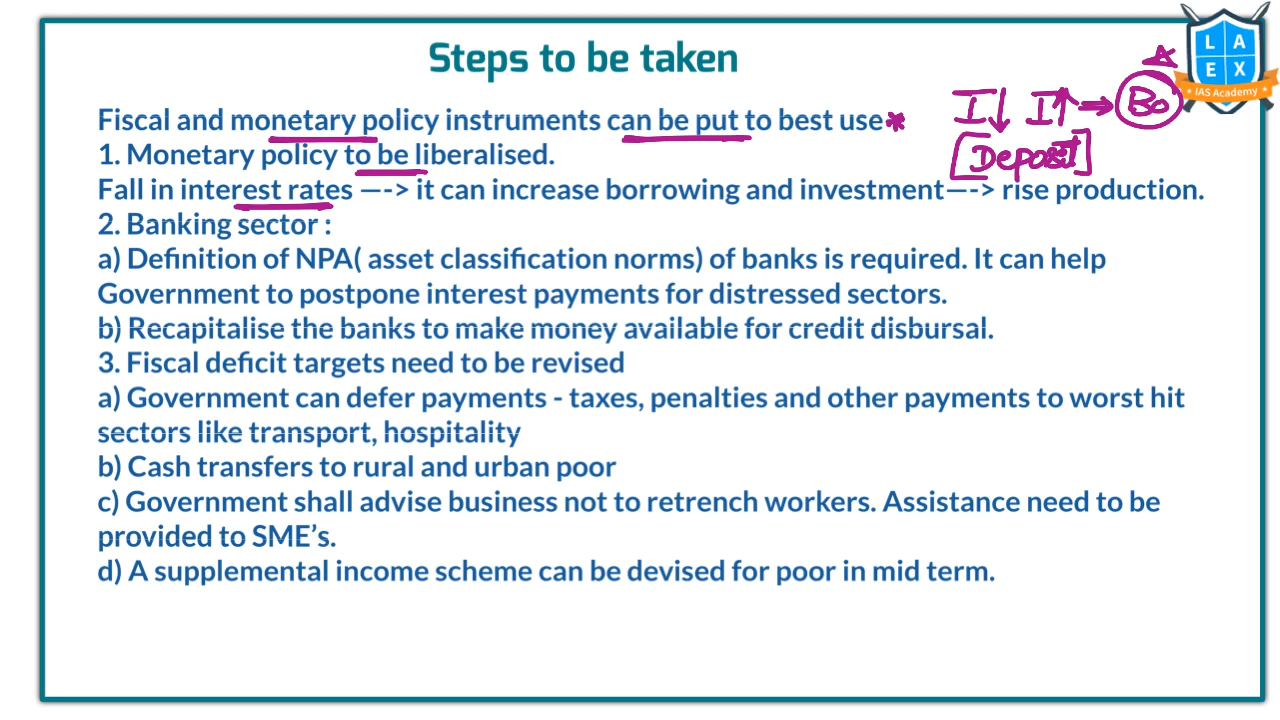 Steps to be taken
Fiscal and monetary policy instruments can be put to best use*
I↓ I↑ → Bo
Deposit
L A
E X
IAS Academy
1. Monetary policy to be liberalised.
Fall in interest rates —-> it can increase borrowing and investment—-> rise production.
2. Banking sector :
a) Definition of NPA( asset classification norms) of banks is required. It can help
Government to postpone interest payments for distressed sectors.
b) Recapitalise the banks to make money available for credit disbursal.
3. Fiscal deficit targets need to be revised
a) Government can defer payments - taxes, penalties and other payments to worst hit
sectors like transport, hospitality
b) Cash transfers to rural and urban poor
c) Government shall advise business not to retrench workers. Assistance need to be
provided to SME’s.
d) A supplemental income scheme can be devised for poor in mid term.